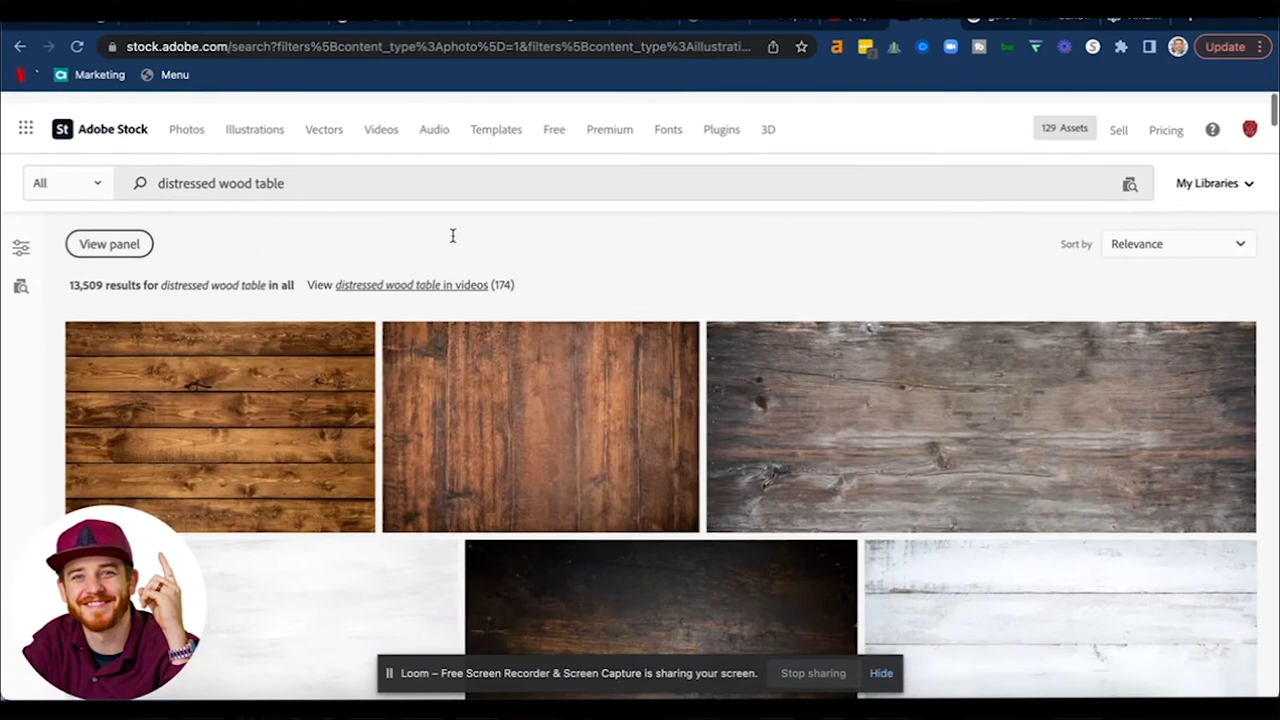 stock.adobe.com/search?filters%5Bcontent_type%3Aphoto%5D=1&filters%5Bcontent_type%3Aillustrati...
Update
Marketing
Menu
St Adobe Stock
Photos
Illustrations
Vectors
Videos
Audio
Templates
Free
Premium
Fonts
Plugins
3D
129 Assets
Sell
Pricing
All
distressed wood table
My Libraries
View panel
Sort by
Relevance
13,509 results for distressed wood table in all
View distressed wood table in videos (174)
Loom – Free Screen Recorder & Screen Capture is sharing your screen.
Stop sharing
Hide